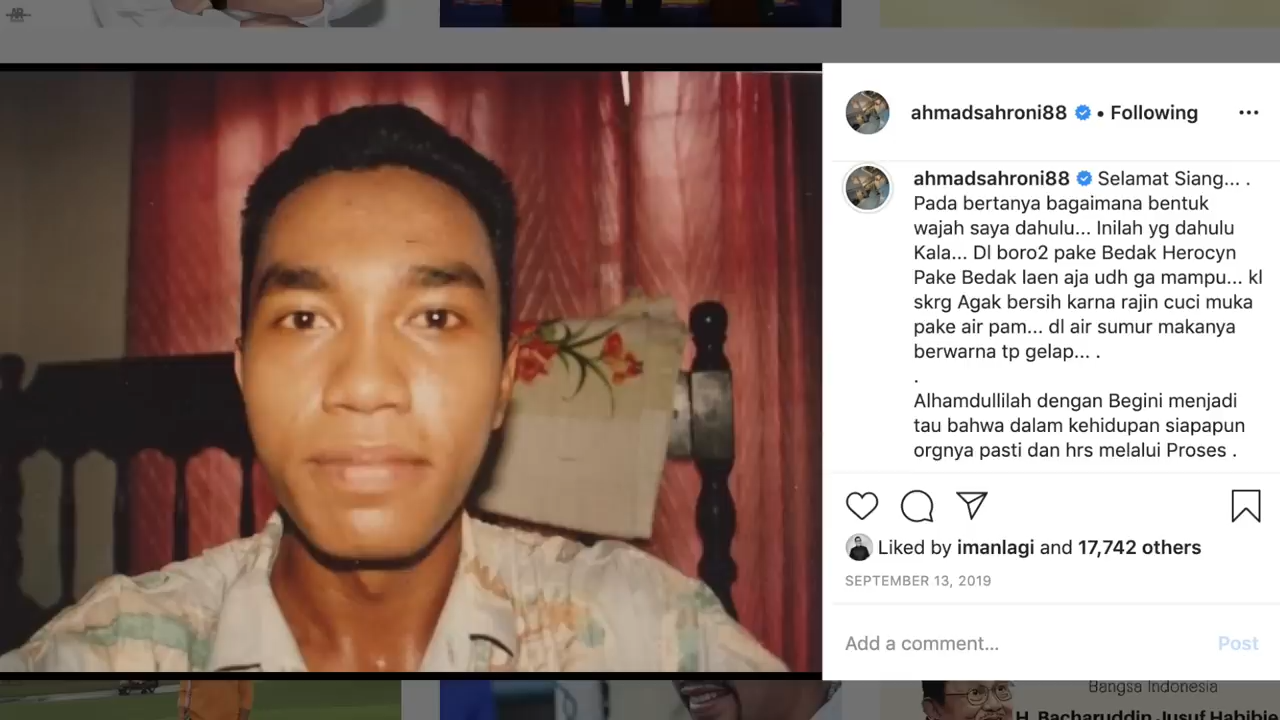 AR
ahmadsahroni88 • Following
ahmadsahroni88 Selamat Siang... .
Pada bertanya bagaimana bentuk
wajah saya dahulu... Inilah yg dahulu
Kala... Dl boro2 pake Bedak Herocyn
Pake Bedak laen aja udh ga mampu... kl
skrg Agak bersih karna rajin cuci muka
pake air pam... dl air sumur makanya
berwarna tp gelap... .
.
Alhamdullilah dengan Begini menjadi
tau bahwa dalam kehidupan siapapun
orgnya pasti dan hrs melalui Proses .
Liked by imanlagi and 17,742 others
SEPTEMBER 13, 2019
Add a comment... Post
Bangsa Indonesia
H. Bacharuddin Jusuf Habibie